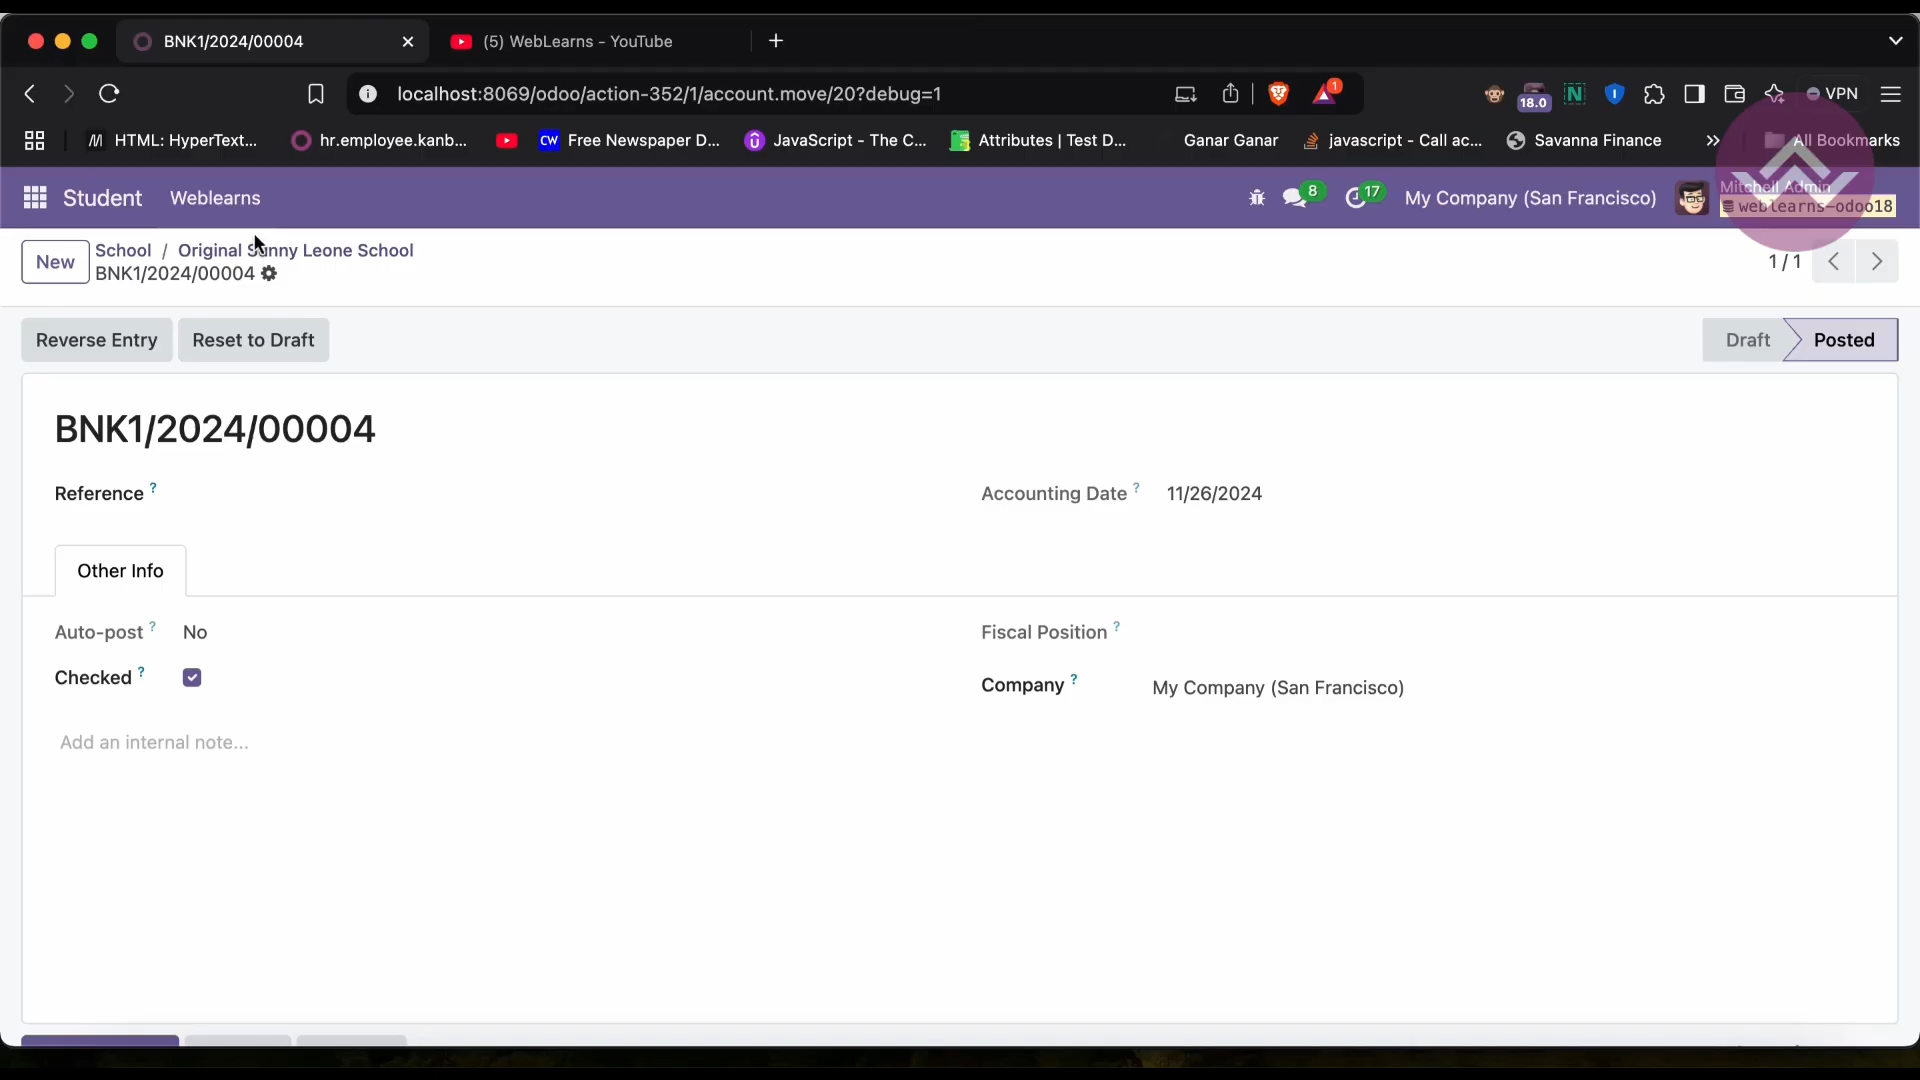 BNK1/2024/00004
(5) WebLearns - YouTube
localhost:8069/odoo/action-352/1/account.move/20?debug=1
1
18.0
N
VPN
HTML: HyperText...
hr.employee.kanb...
CW
Free Newspaper D...
JavaScript - The C...
Attributes | Test D...
Ganar Ganar
javascript - Call ac...
Savanna Finance
All Bookmarks
Student
Weblearns
8
17
My Company (San Francisco)
Mitchell Admin
weblearns-odoo18
New
School / Original Sunny Leone School
BNK1/2024/00004
1 / 1
Reverse Entry
Reset to Draft
Draft
Posted
BNK1/2024/00004
Reference ?
Accounting Date ? 11/26/2024
Other Info
Auto-post ? No
Fiscal Position ?
Checked ?
Company ? My Company (San Francisco)
Add an internal note...